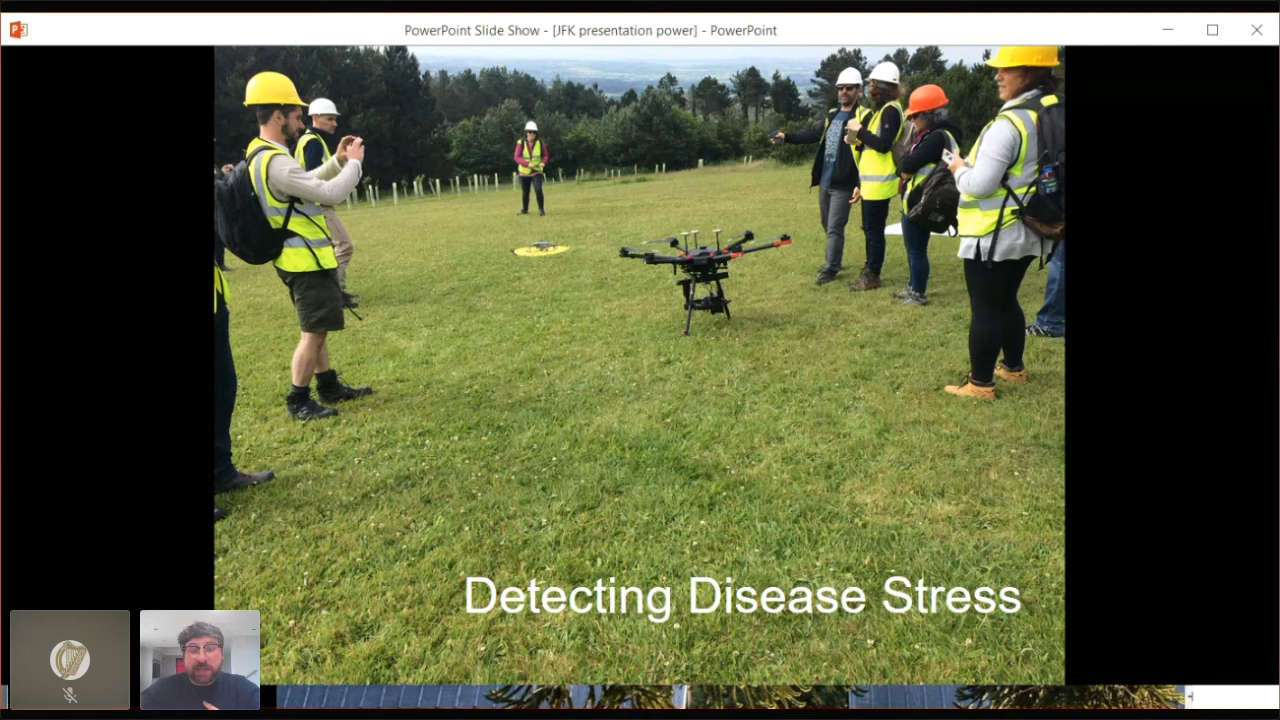 PowerPoint Slide Show - [JFK presentation power] - PowerPoint
Detecting Disease Stress